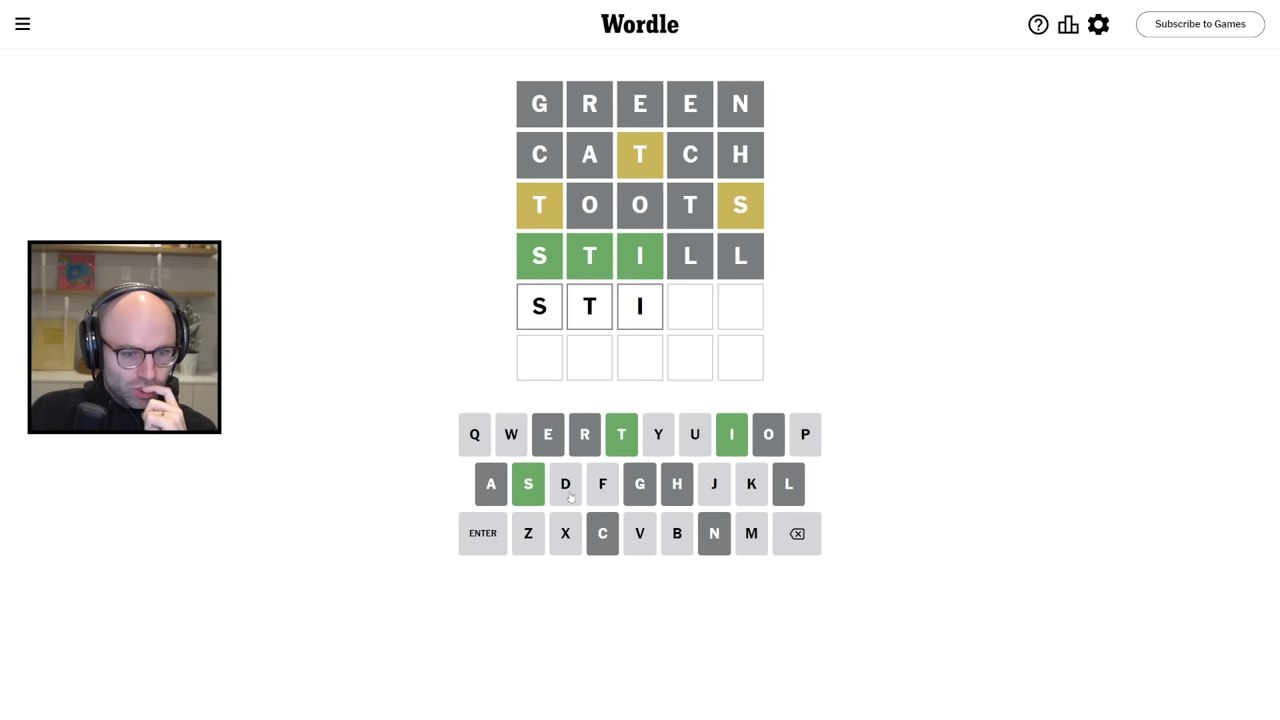 Wordle
Subscribe to Games
G R E E N
C A T C H
T O O T S
S T I L L
S T I
Q W E R T Y U I O P
A S D F G H J K L
ENTER Z X C V B N M